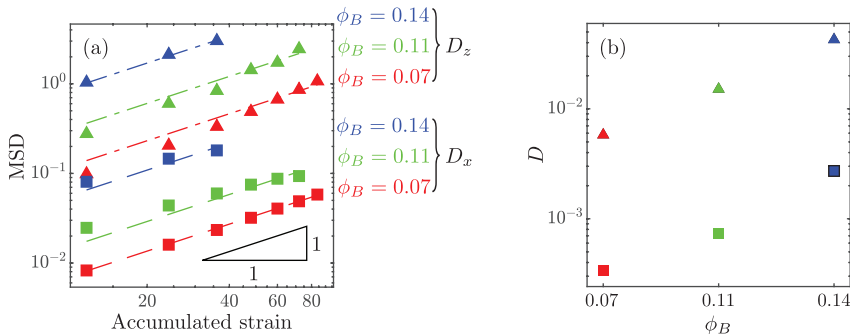 (a)
MSD
10^0
10^{-1}
10^{-2}
20
40
60
80
Accumulated strain
1
1
ϕ_B = 0.14
ϕ_B = 0.11
ϕ_B = 0.07
D_z
ϕ_B = 0.14
ϕ_B = 0.11
ϕ_B = 0.07
D_x
(b)
D
10^{-2}
10^{-3}
0.07
0.11
0.14
ϕ_B